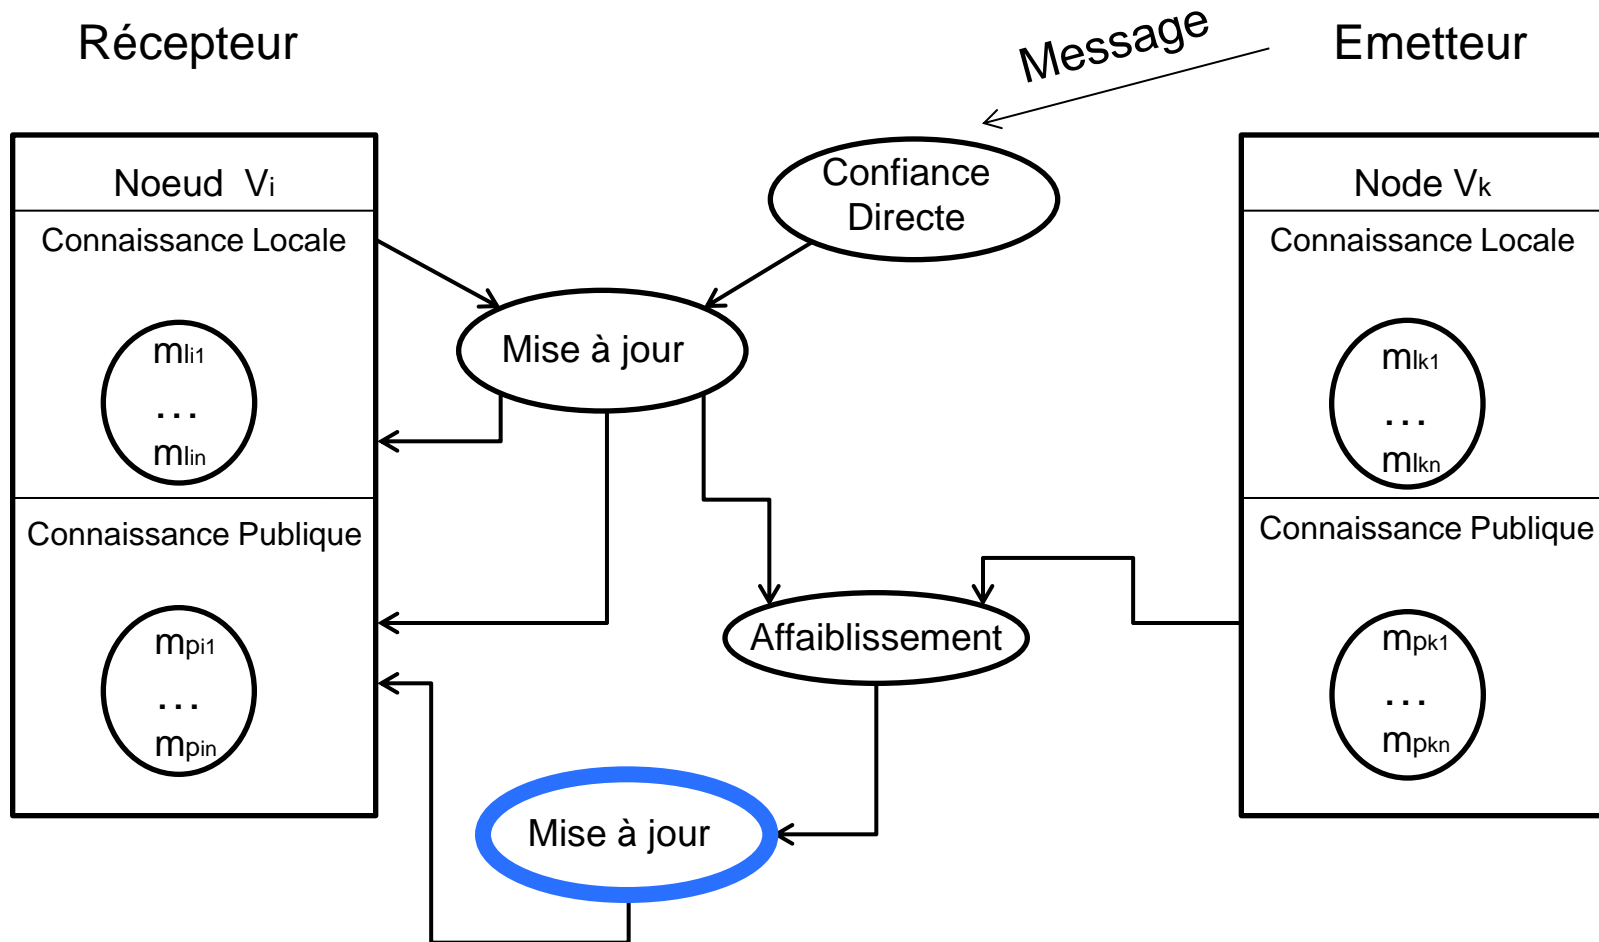 Récepteur
Message
Emetteur
Noeud Vi
Connaissance Locale
mli1
...
mlin
Connaissance Publique
mpi1
...
mpin
Confiance
Directe
Mise à jour
Affaiblissement
Mise à jour
Node Vk
Connaissance Locale
mlk1
...
mlkn
Connaissance Publique
mpk1
...
mpkn